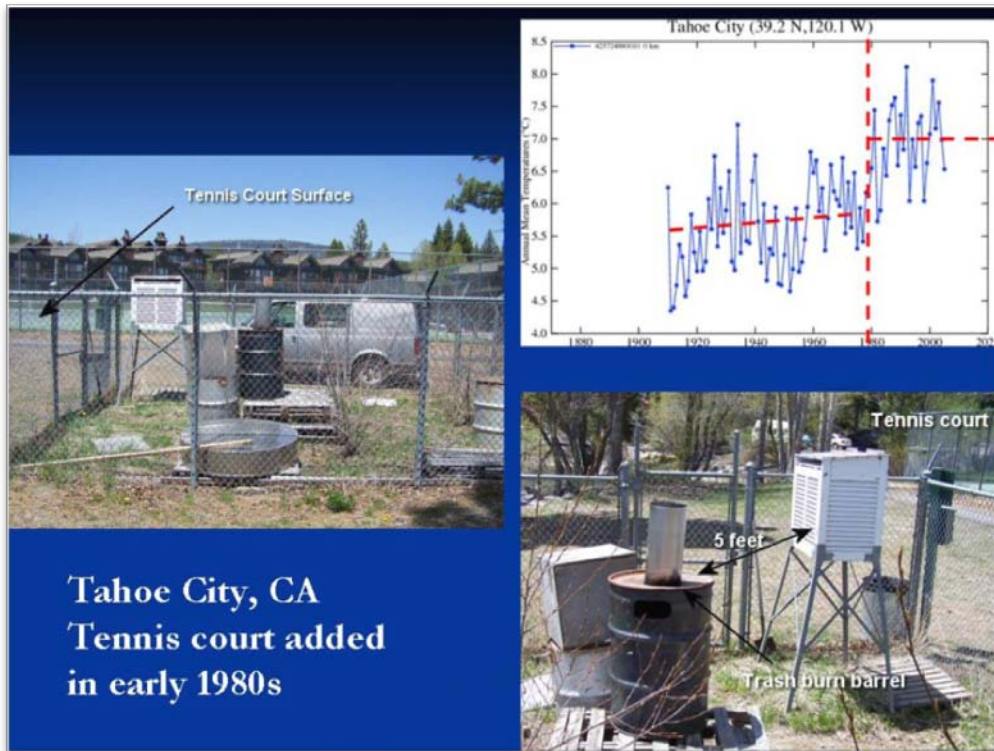 Tahoe City (39.2 N,120.1 W)
8.5
8.0
7.5
7.0
6.5
6.0
5.5
5.0
4.5
4.0
Annual Mean Temperatures (°C)
1880
1900
1920
1940
1960
1980
2000
Tennis Court Surface
Tennis court
5 feet
Trash burn barrel
Tahoe City, CA
Tennis court added
in early 1980s